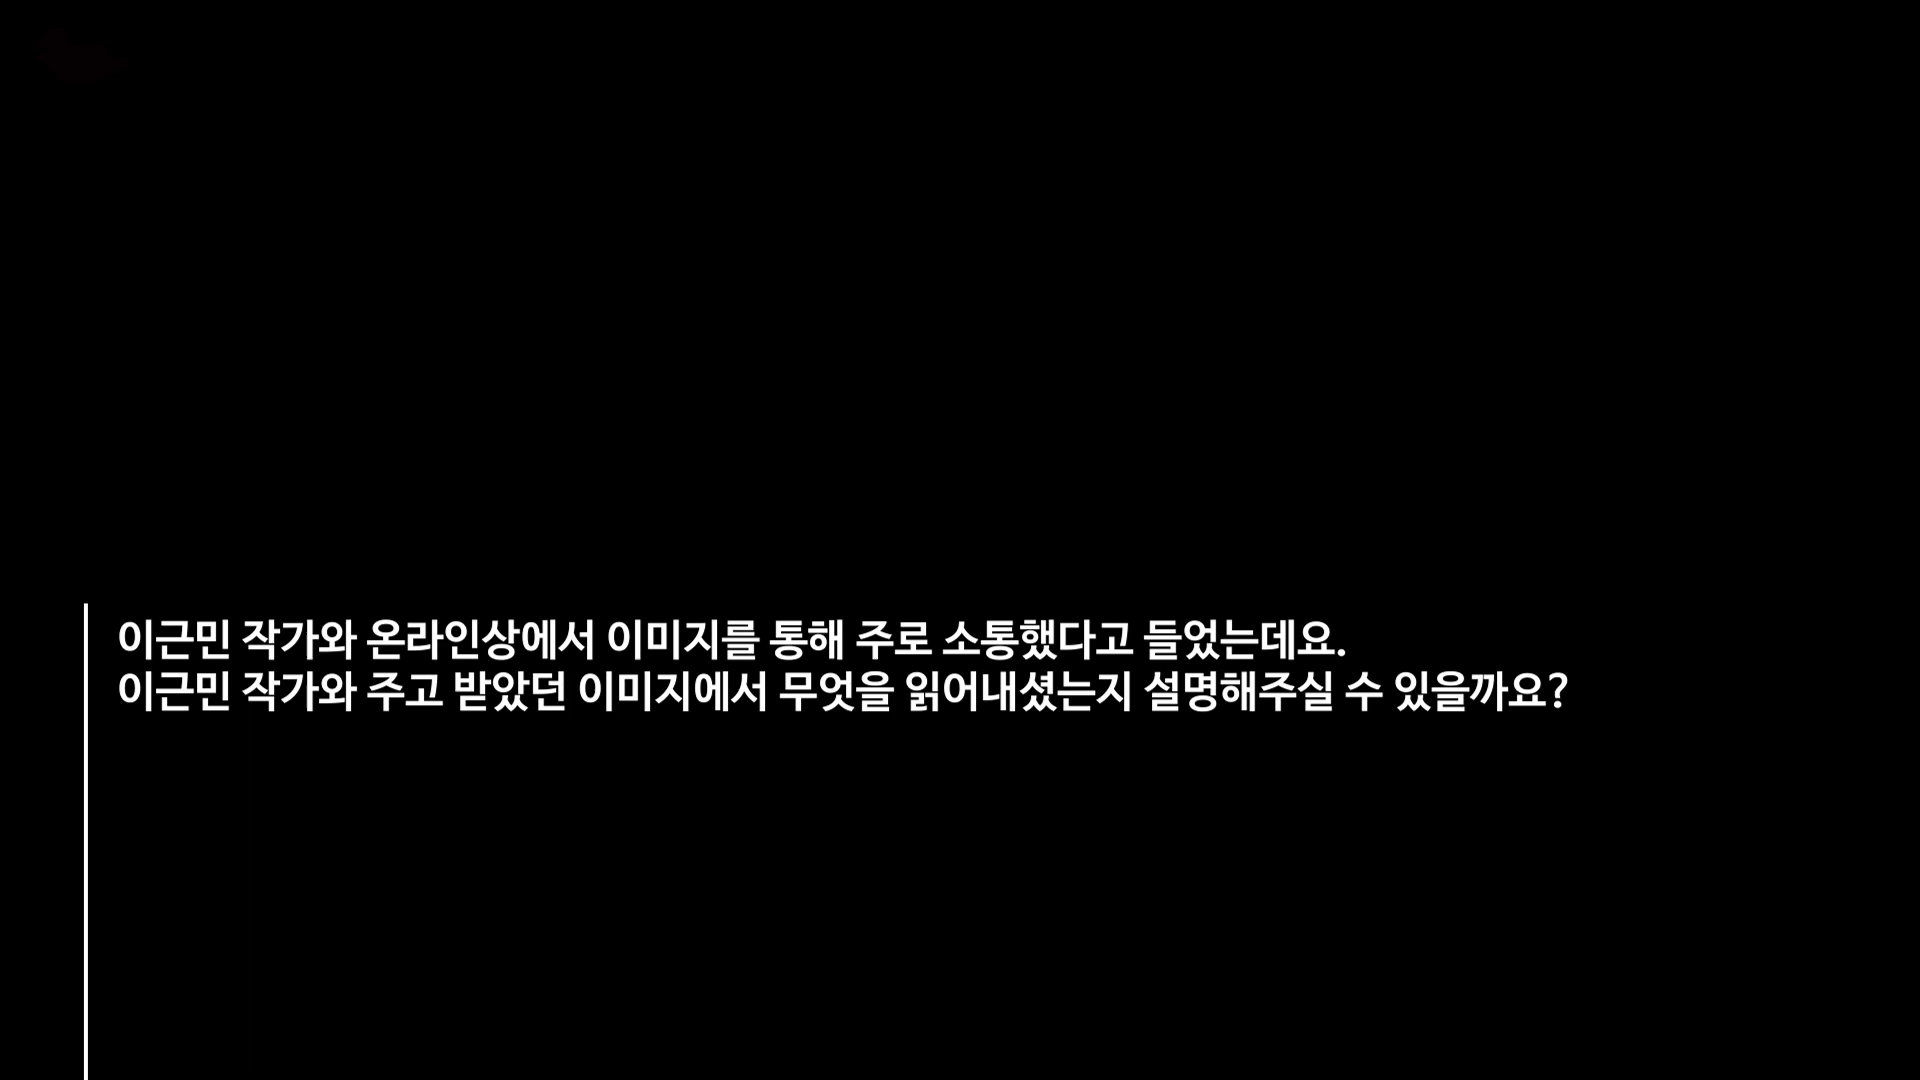 이근민 작가와 온라인상에서 이미지를 통해 주로 소통했다고 들었는데요.
이근민 작가와 주고 받았던 이미지에서 무엇을 읽어내셨는지 설명해주실 수 있을까요?